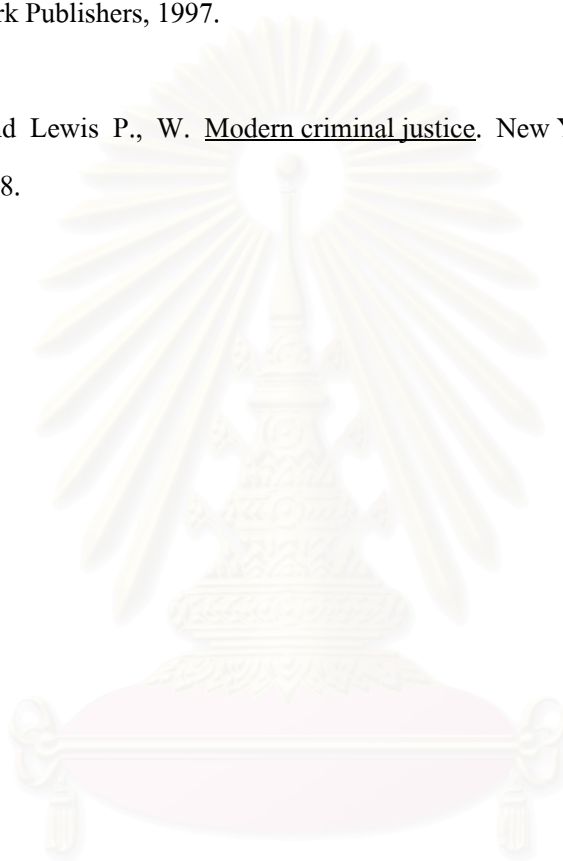 rk Publishers, 1997.
d Lewis P., W. Modern criminal justice. New Y
8.